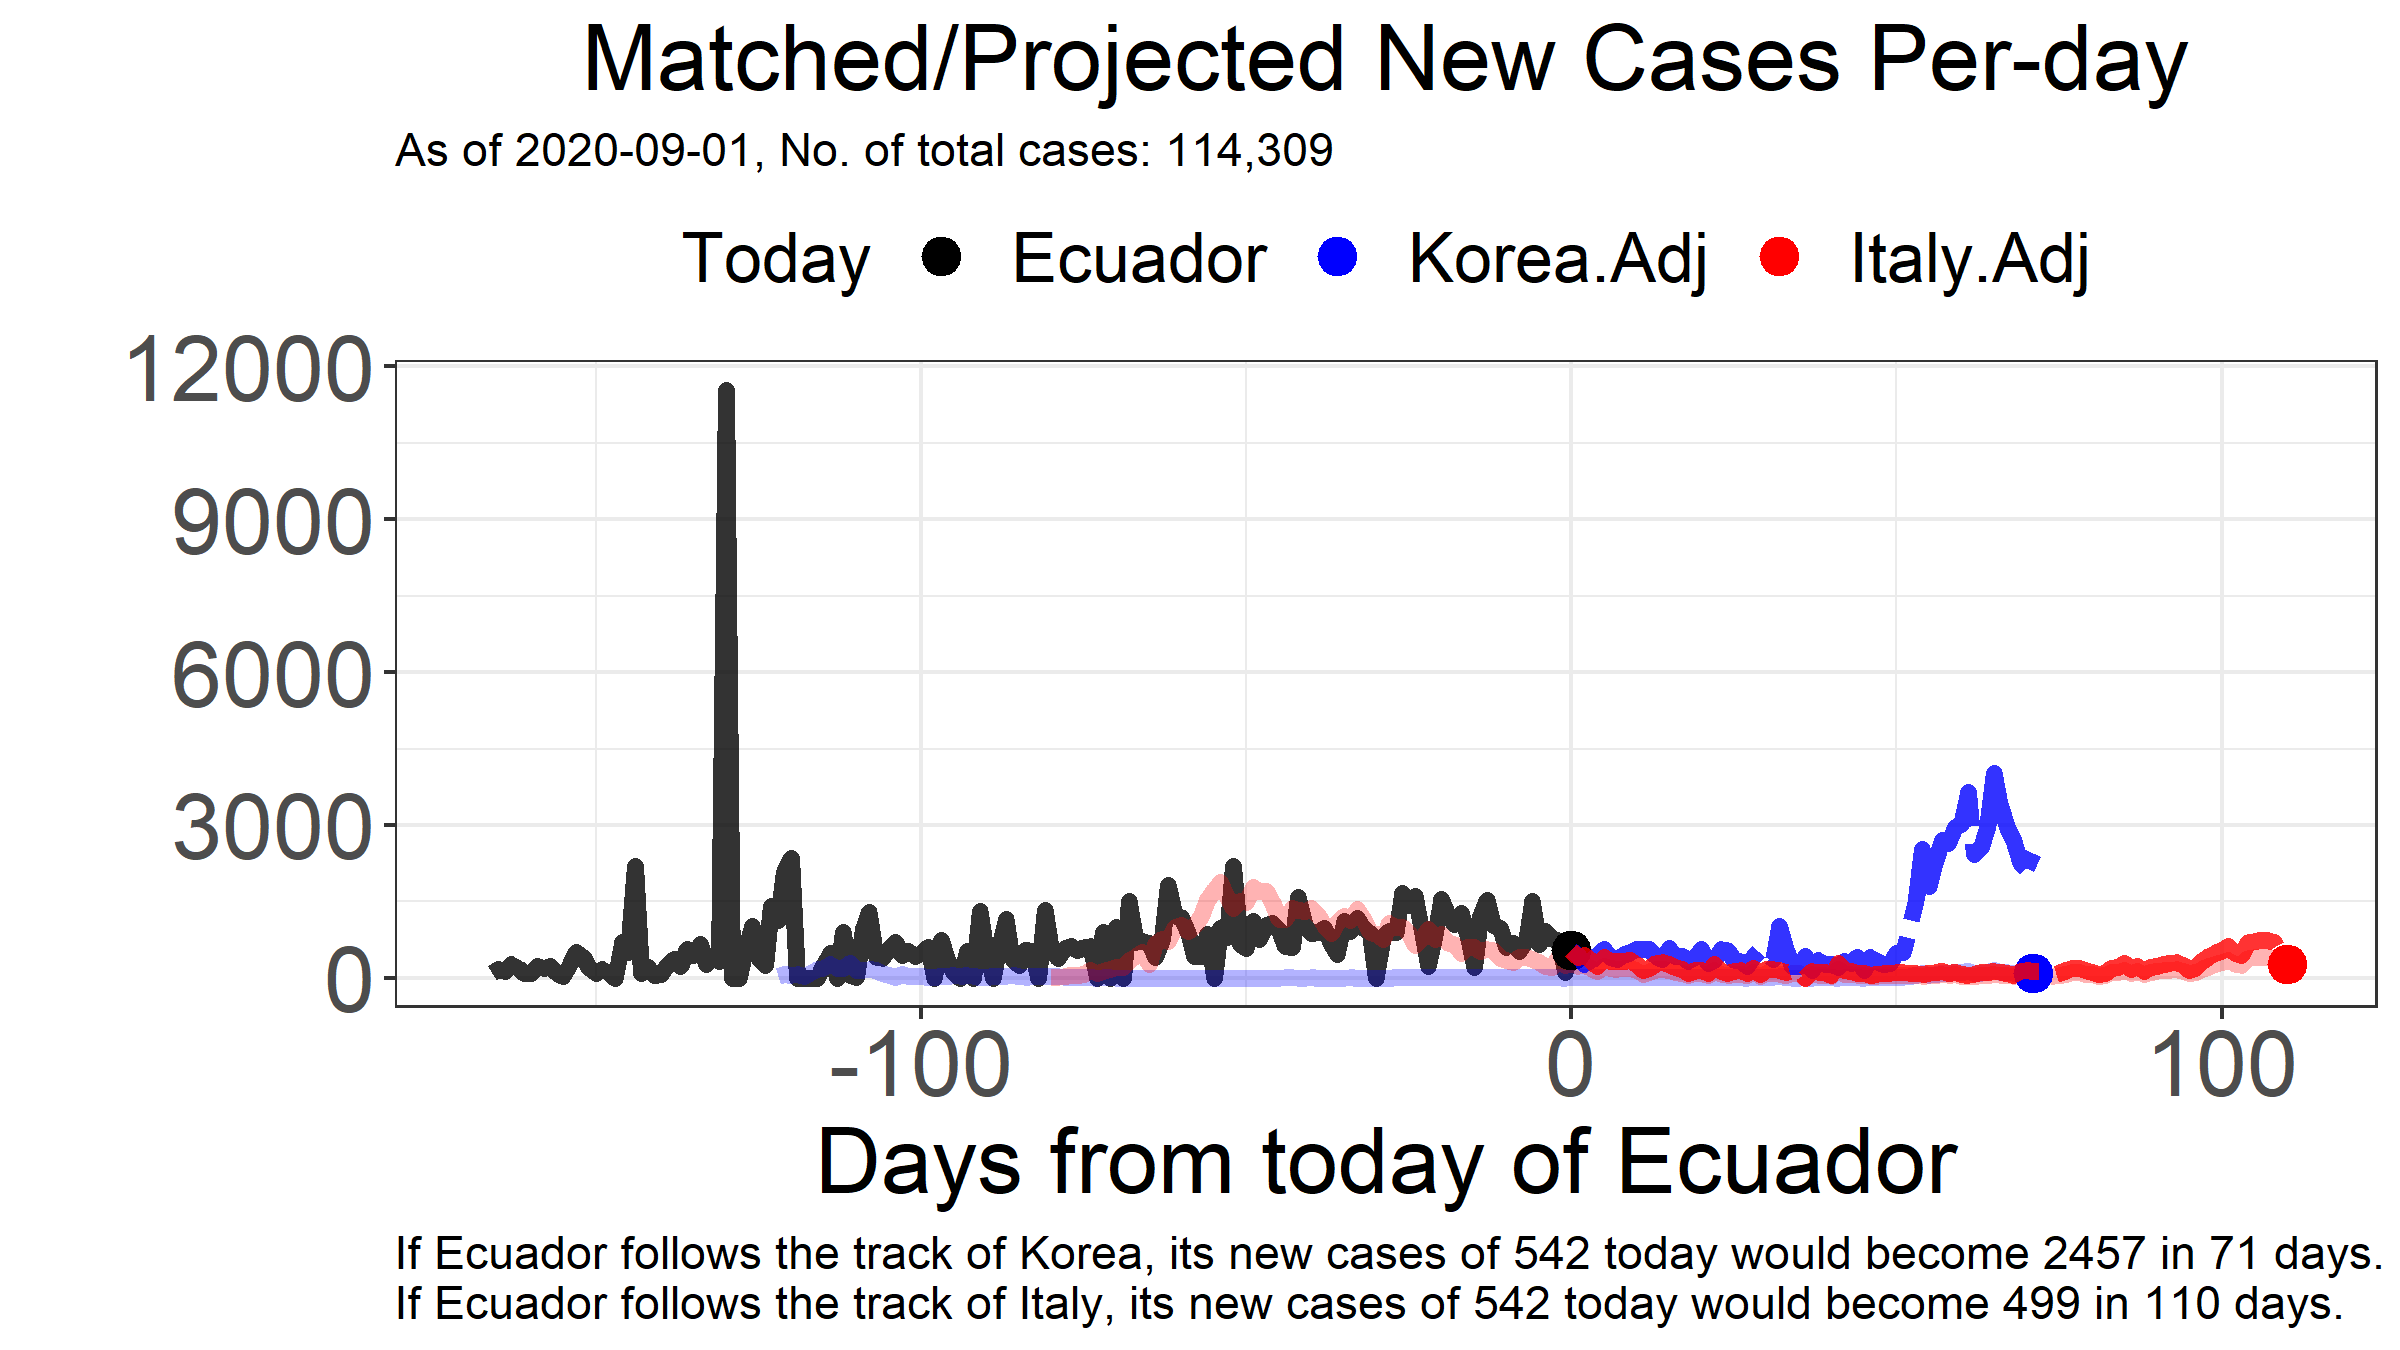 Matched/Projected New Cases Per-day
As of 2020-09-01, No. of total cases: 114,309
Today Ecuador Korea.Adj Italy.Adj
12000
9000
6000
3000
0
-100 0 100
Days from today of Ecuador
If Ecuador follows the track of Korea, its new cases of 542 today would become 2457 in 71 days.
If Ecuador follows the track of Italy, its new cases of 542 today would become 499 in 110 days.